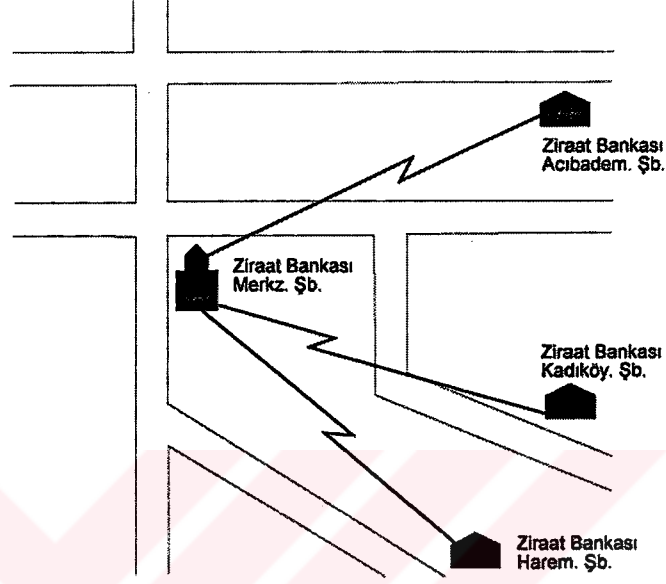 Ziraat Bankası
Acıbadem. Şb.
Ziraat Bankası
Merkz. Şb.
Ziraat Bankası
Kadıköy. Şb.
Ziraat Bankası
Harem. Şb.